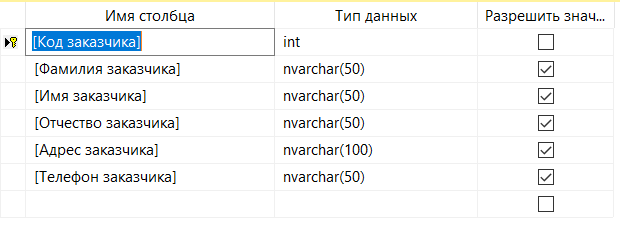 Имя столбца Тип данных Разрешить знач...
[Код заказчика] int
[Фамилия заказчика] nvarchar(50)
[Имя заказчика] nvarchar(50)
[Отчество заказчика] nvarchar(50)
[Адрес заказчика] nvarchar(100)
[Телефон заказчика] nvarchar(50)